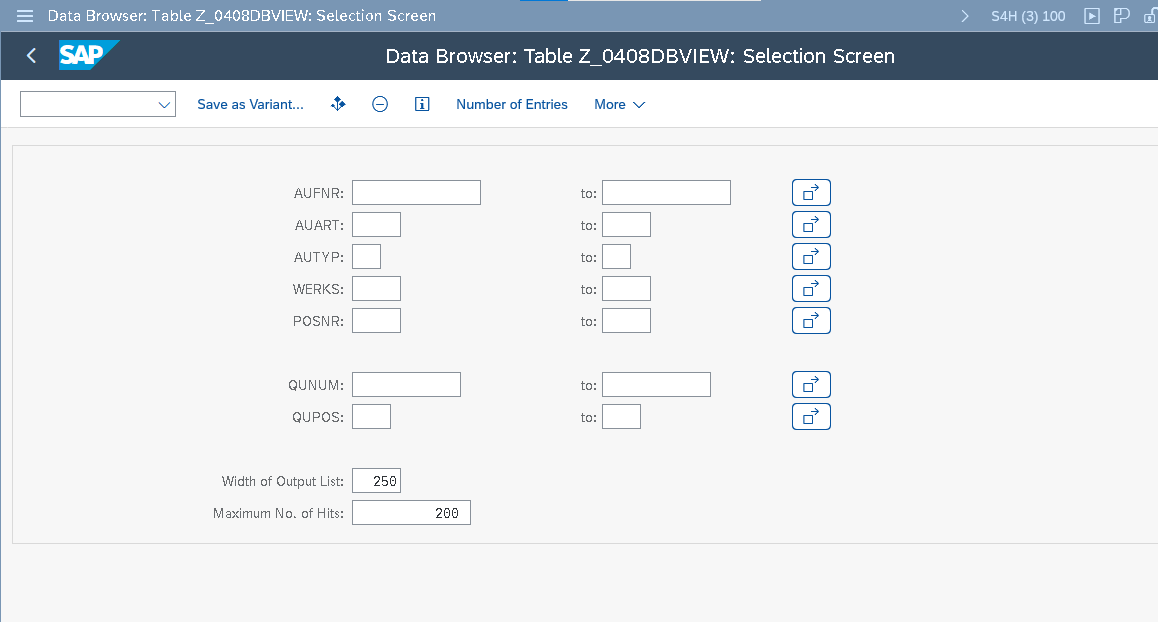 Data Browser: Table Z_0408DBVIEW: Selection Screen
S4H (3) 100
SAP
Data Browser: Table Z_0408DBVIEW: Selection Screen
Save as Variant...
Number of Entries
More
AUFNR:
to:
AUART:
to:
AUTYP:
to:
WERKS:
to:
POSNR:
to:
QUNUM:
to:
QUPOS:
to:
Width of Output List: 250
Maximum No. of Hits: 200